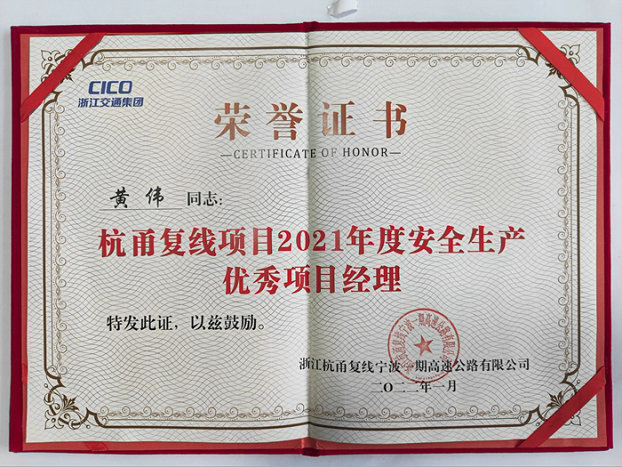 CICO
浙江交通集团
荣誉证书
—CERTIFICATE OF HONOR—
黄伟 同志：
杭甬复线项目2021年度安全生产
优秀项目经理
特发此证，以兹鼓励。
浙江杭甬复线宁波一期高速公路有限公司
二〇二二年一月